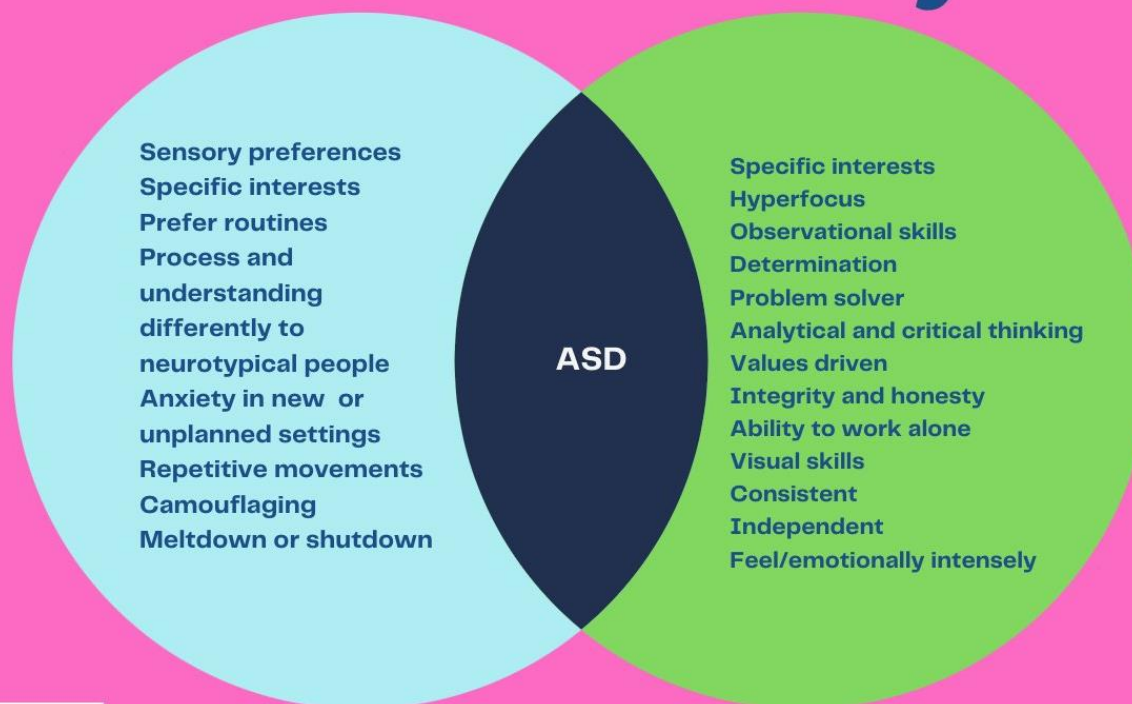 Sensory preferences
Specific interests
Prefer routines
Process and
understanding
differently to
neurotypical people
Anxiety in new  or
unplanned settings
Repetitive movements
Camouflaging
Meltdown or shutdown
ASD
Specific interests
Hyperfocus
Observational skills
Determination
Problem solver
Analytical and critical thinking
Values driven
Integrity and honesty
Ability to work alone
Visual skills
Consistent
Independent
Feel/emotionally intensely